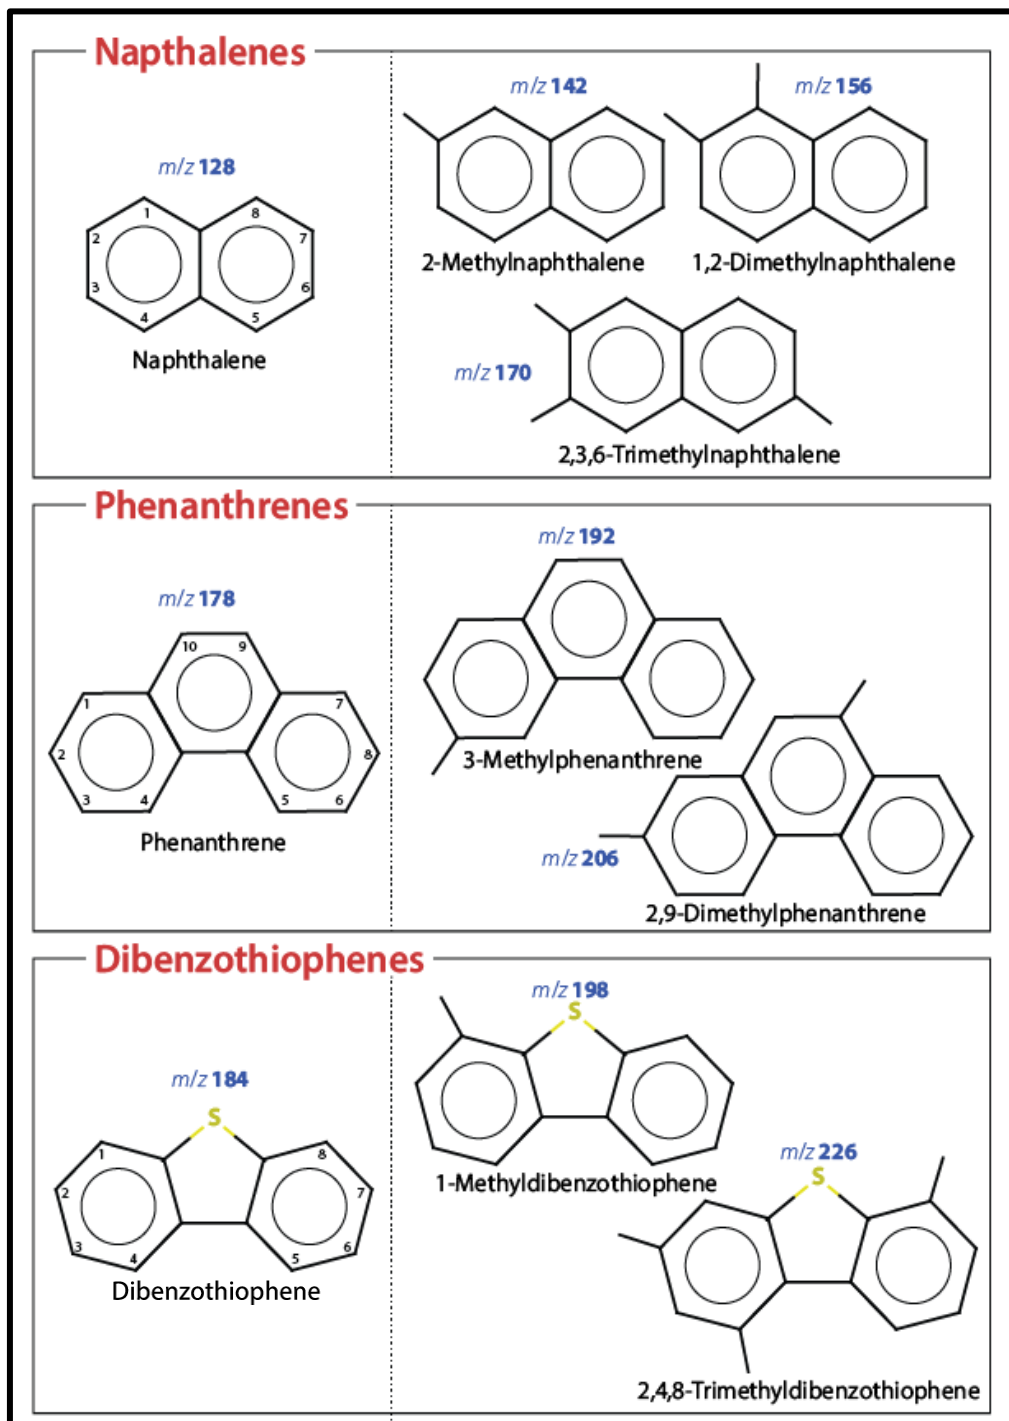 Napthalenes
m/z 128
1
8
2
7
3
6
4
5
Naphthalene
m/z 142
2-Methylnaphthalene
m/z 156
1,2-Dimethylnaphthalene
m/z 170
2,3,6-Trimethylnaphthalene
Phenanthrenes
m/z 178
10
9
1
7
2
8
3
4
5
6
Phenanthrene
m/z 192
3-Methylphenanthrene
m/z 206
2,9-Dimethylphenanthrene
Dibenzothiophenes
m/z 184
S
1
8
2
7
3
6
4
5
Dibenzothiophene
m/z 198
S
1-Methyldibenzothiophene
m/z 226
S
2,4,8-Trimethyldibenzothiophene